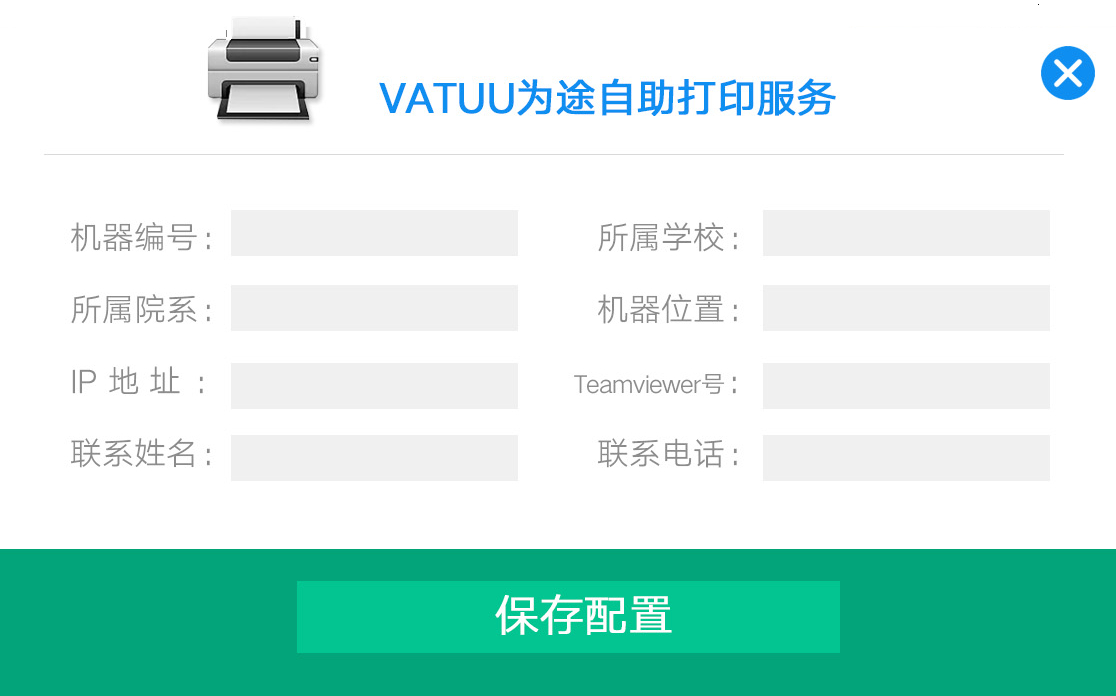 VATUU为途自助打印服务
机器编号: 所属学校:
所属院系: 机器位置:
IP 地 址 : Teamviewer号:
联系姓名: 联系电话:
保存配置